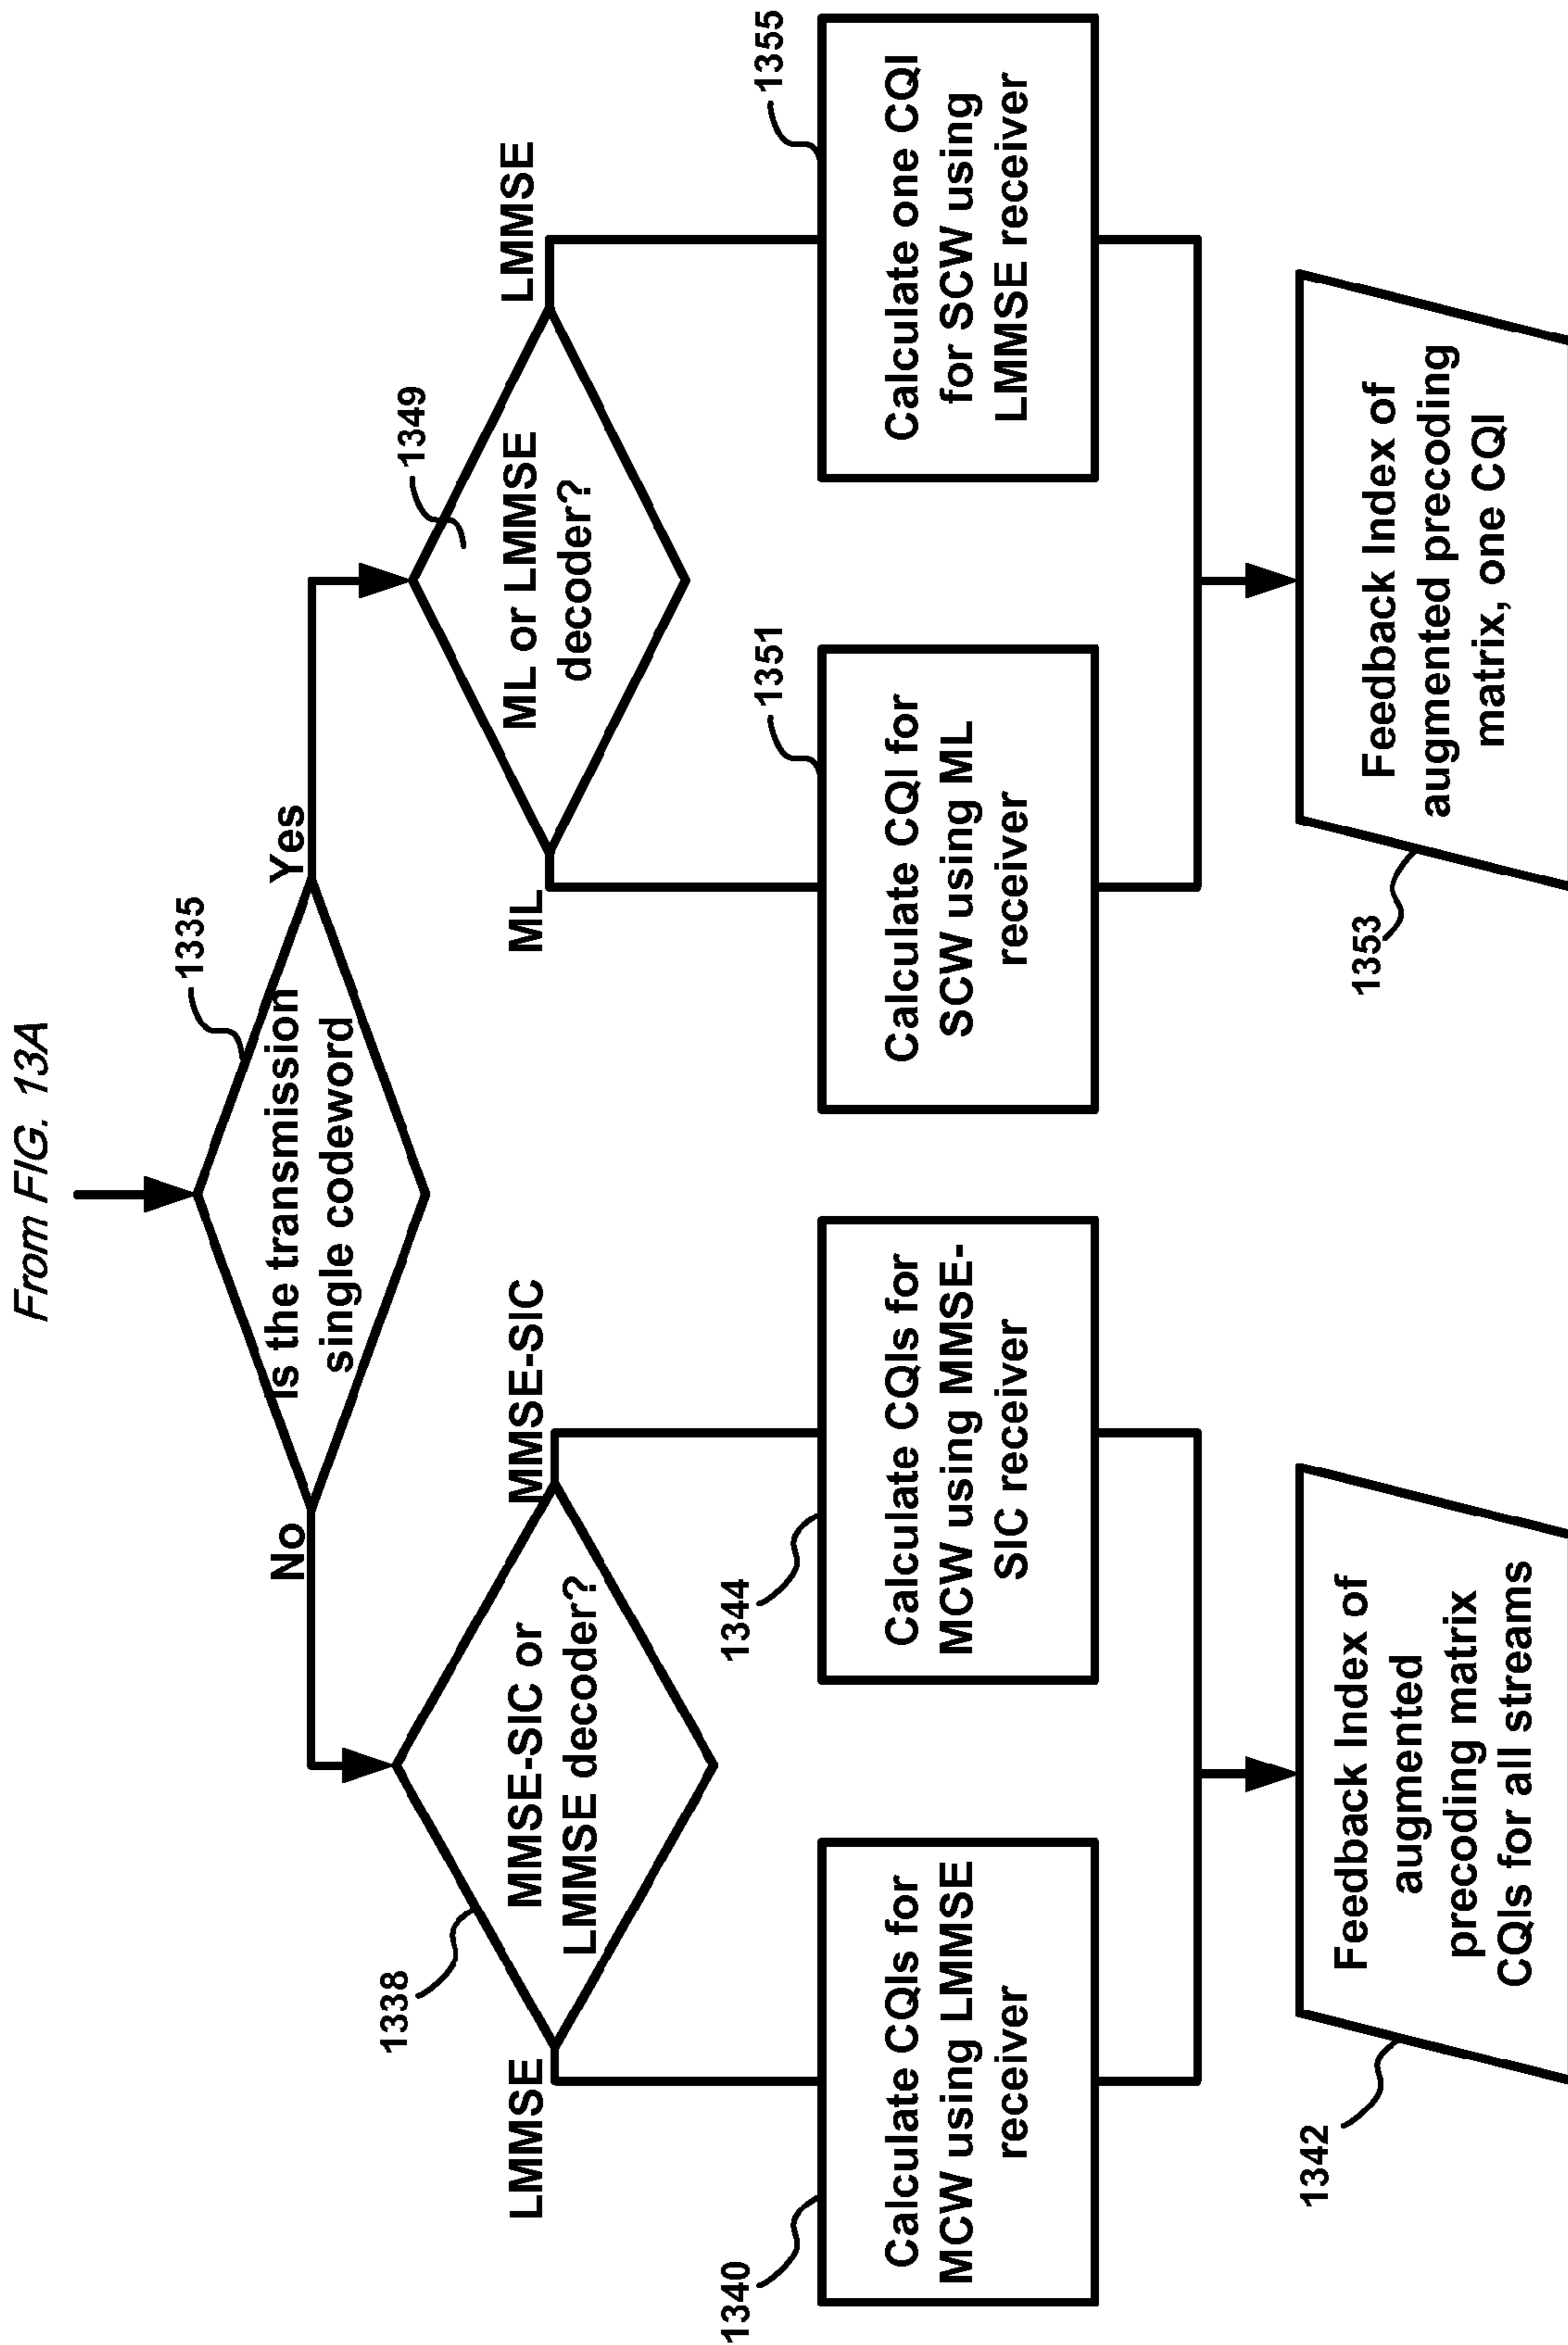 From FIG. 13A
1335
Is the transmission
single codeword
No
Yes
1338
MMSE-SIC or
LMMSE decoder?
LMMSE
MMSE-SIC
1349
ML or LMMSE
decoder?
ML
LMMSE
1340
Calculate CQIs for
MCW using LMMSE
receiver
1344
Calculate CQIs for
MCW using MMSE-
SIC receiver
1351
Calculate CQI for
SCW using ML
receiver
1355
Calculate one CQI
for SCW using
LMMSE receiver
1342
Feedback Index of
augmented
precoding matrix
CQIs for all streams
1353
Feedback Index of
augmented precoding
matrix, one CQI